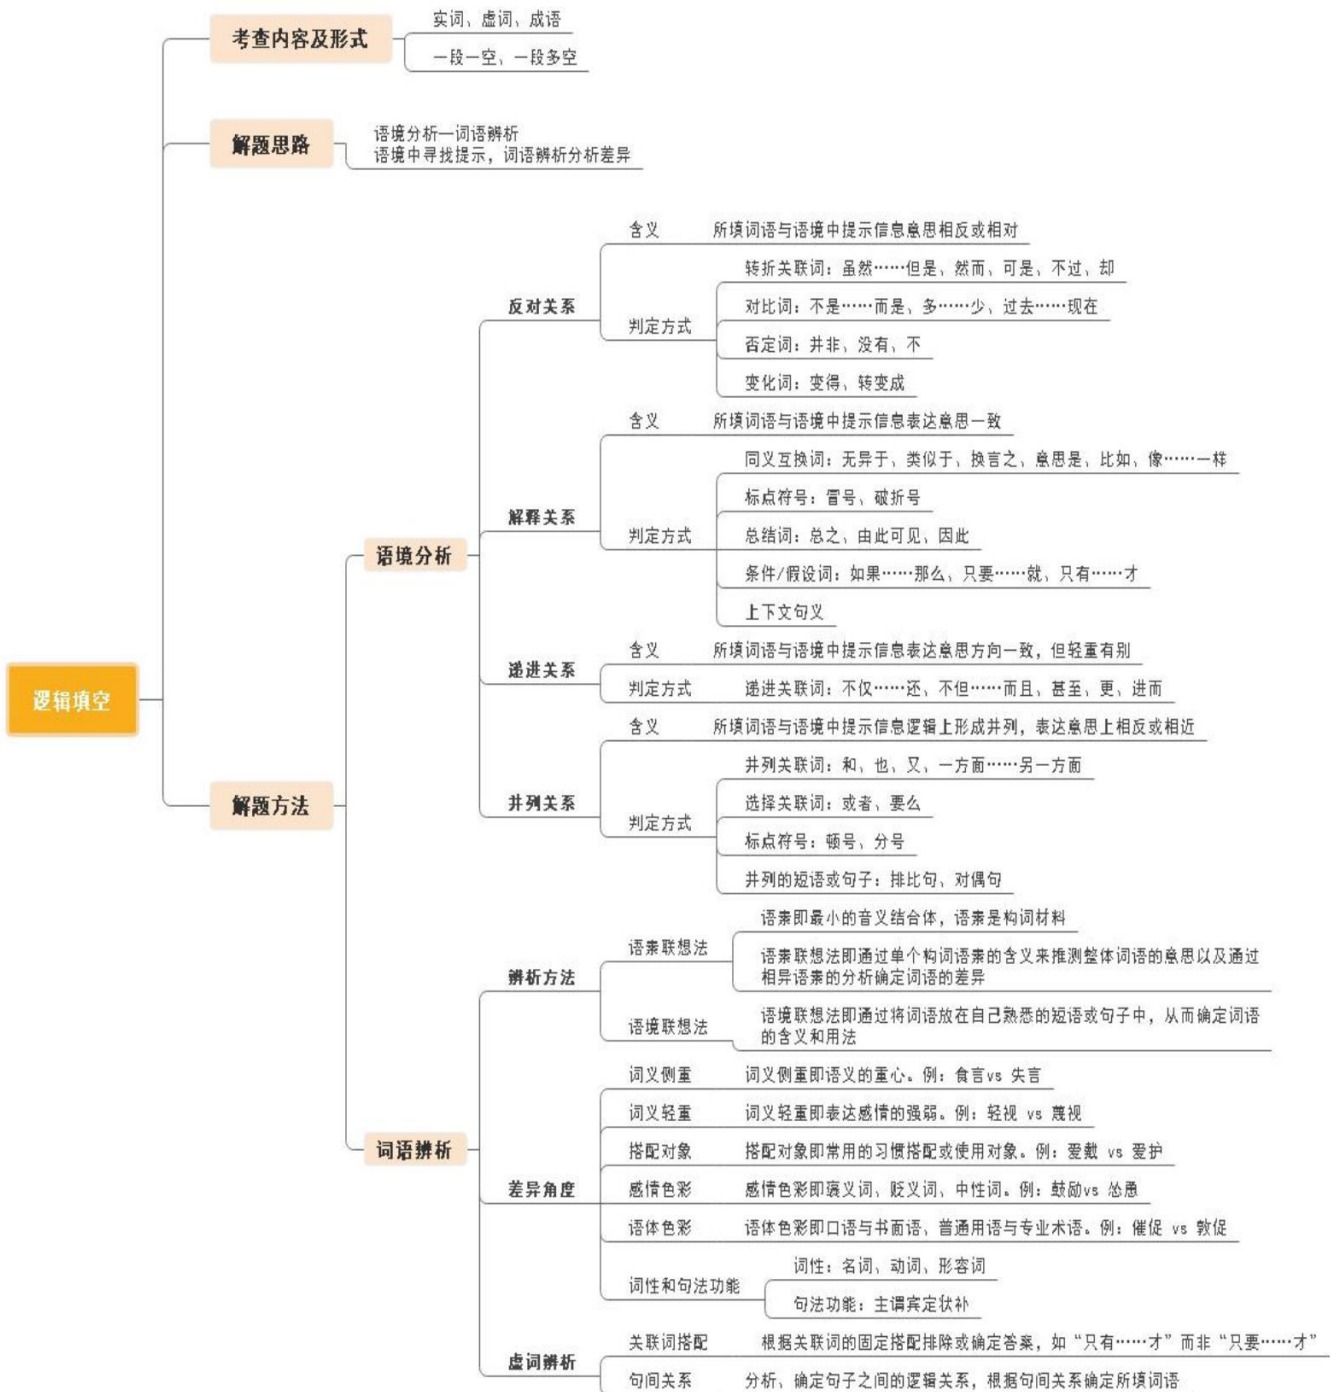 考查内容及形式
实词、虚词、成语
一段一空、一段多空
解题思路
语境分析—词语辨析
语境中寻找提示，词语辨析分析差异
逻辑填空
解题方法
语境分析
反对关系
含义
所填词语与语境中提示信息意思相反或相对
判定方式
转折关联词：虽然……但是、然而、可是、不过、却
对比词：不是……而是、多……少、过去……现在
否定词：并非、没有、不
变化词：变得、转变成
解释关系
含义
所填词语与语境中提示信息表达意思一致
判定方式
同义互换词：无异于、类似于、换言之、意思是、比如、像……一样
标点符号：冒号、破折号
总结词：总之、由此可见、因此
条件/假设词：如果……那么、只要……就、只有……才
上下文句义
递进关系
含义
所填词语与语境中提示信息表达意思方向一致，但轻重有别
判定方式
递进关联词：不仅……还、不但……而且、甚至、更、进而
并列关系
含义
所填词语与语境中提示信息逻辑上形成并列，表达意思上相反或相近
判定方式
并列关联词：和、也、又、一方面……另一方面
选择关联词：或者、要么
标点符号：顿号、分号
并列的短语或句子：排比句、对偶句
词语辨析
辨析方法
语素联想法
语素即最小的音义结合体，语素是构词材料
语素联想法即通过单个构词语素的含义来推测整体词语的意思以及通过
相异语素的分析确定词语的差异
语境联想法
语境联想法即通过将词语放在自己熟悉的短语或句子中，从而确定词语
的含义和用法
差异角度
词义侧重
词义侧重即语义的重心。例：食言vs 失言
词义轻重
词义轻重即表达感情的强弱。例：轻视 vs 蔑视
搭配对象
搭配对象即常用的习惯搭配或使用对象。例：爱戴 vs 爱护
感情色彩
感情色彩即褒义词、贬义词、中性词。例：鼓励vs 怂恿
语体色彩
语体色彩即口语与书面语、普通用语与专业术语。例：催促 vs 敦促
词性和句法功能
词性：名词、动词、形容词
句法功能：主谓宾定状补
虚词辨析
关联词搭配
根据关联词的固定搭配排除或确定答案，如“只有……才”而非“只要……才”
句间关系
分析、确定句子之间的逻辑关系，根据句间关系确定所填词语